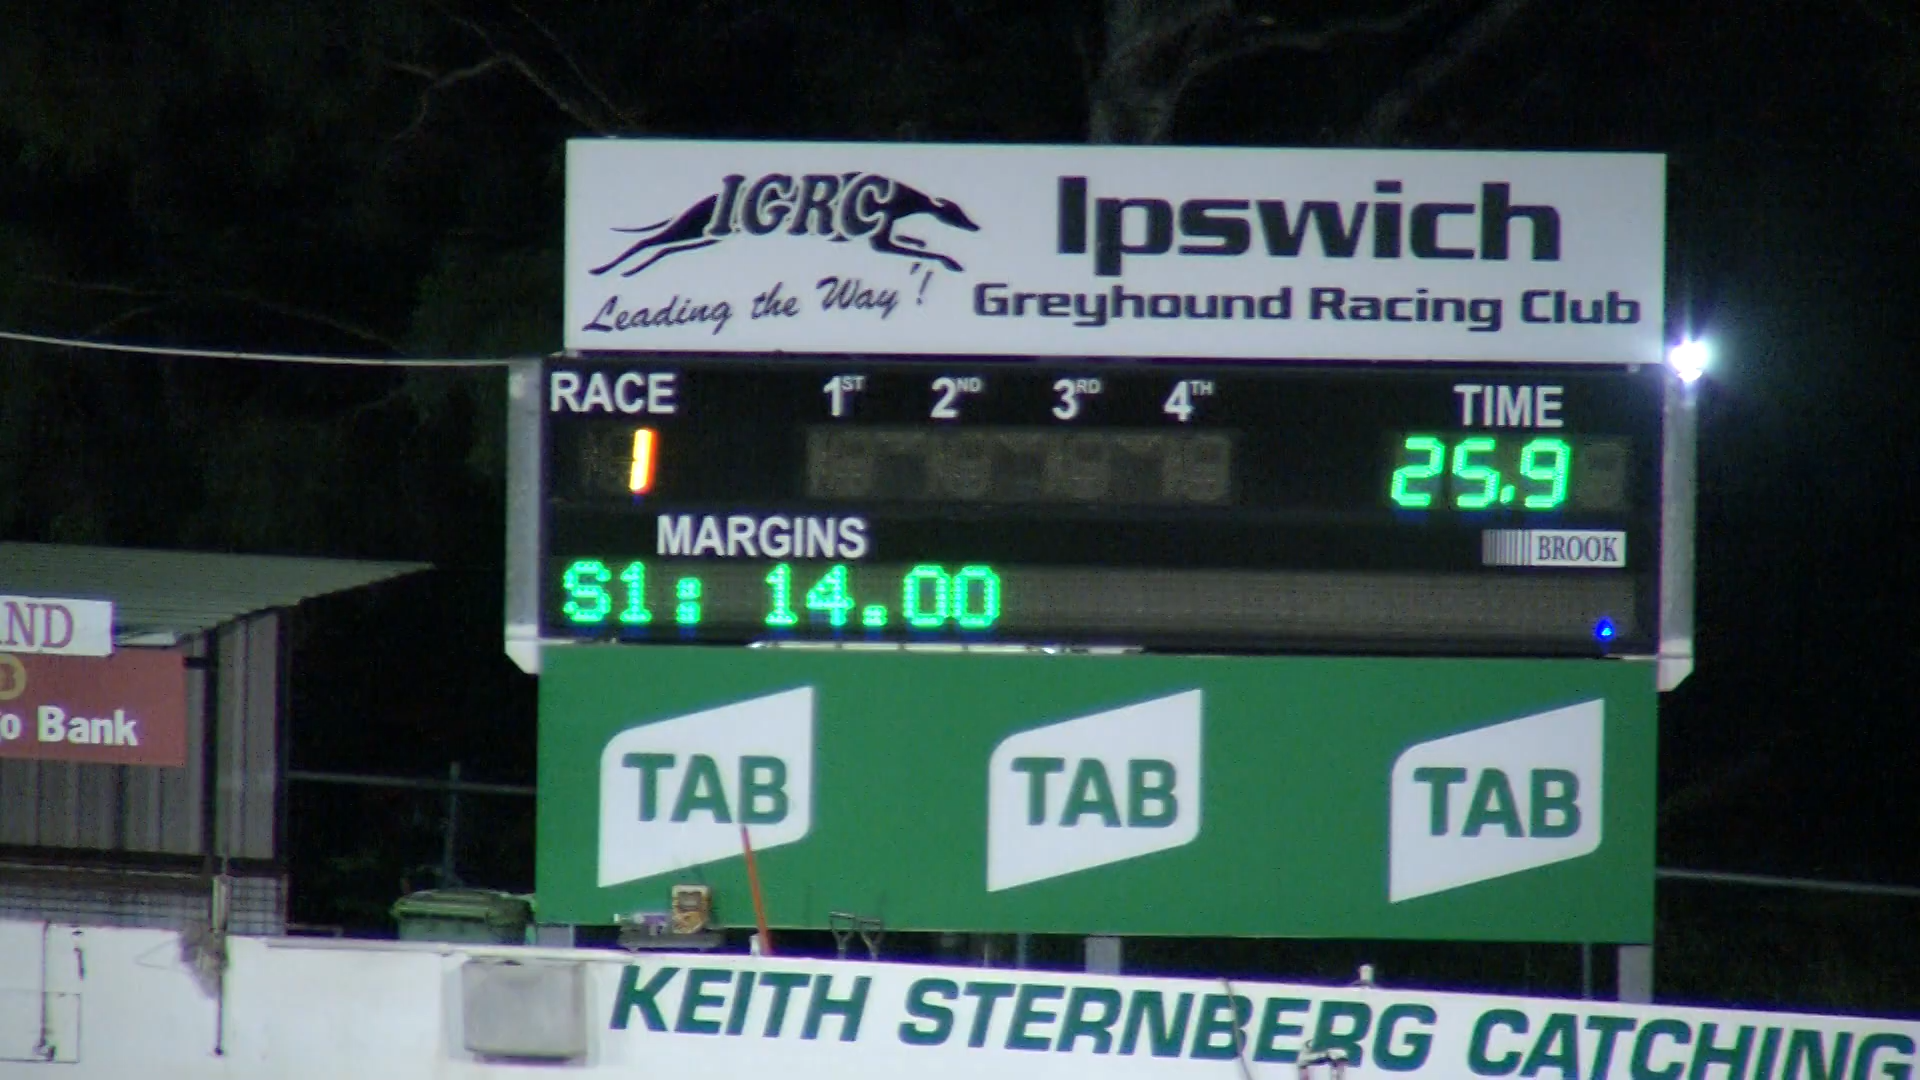 IGRC
Leading the Way!
Ipswich
Greyhound Racing Club
RACE 1ST 2ND 3RD 4TH TIME
1 25.9
MARGINS
BROOK
S1: 14.00
TAB TAB TAB
Bank
KEITH STERNBERG CATCHING